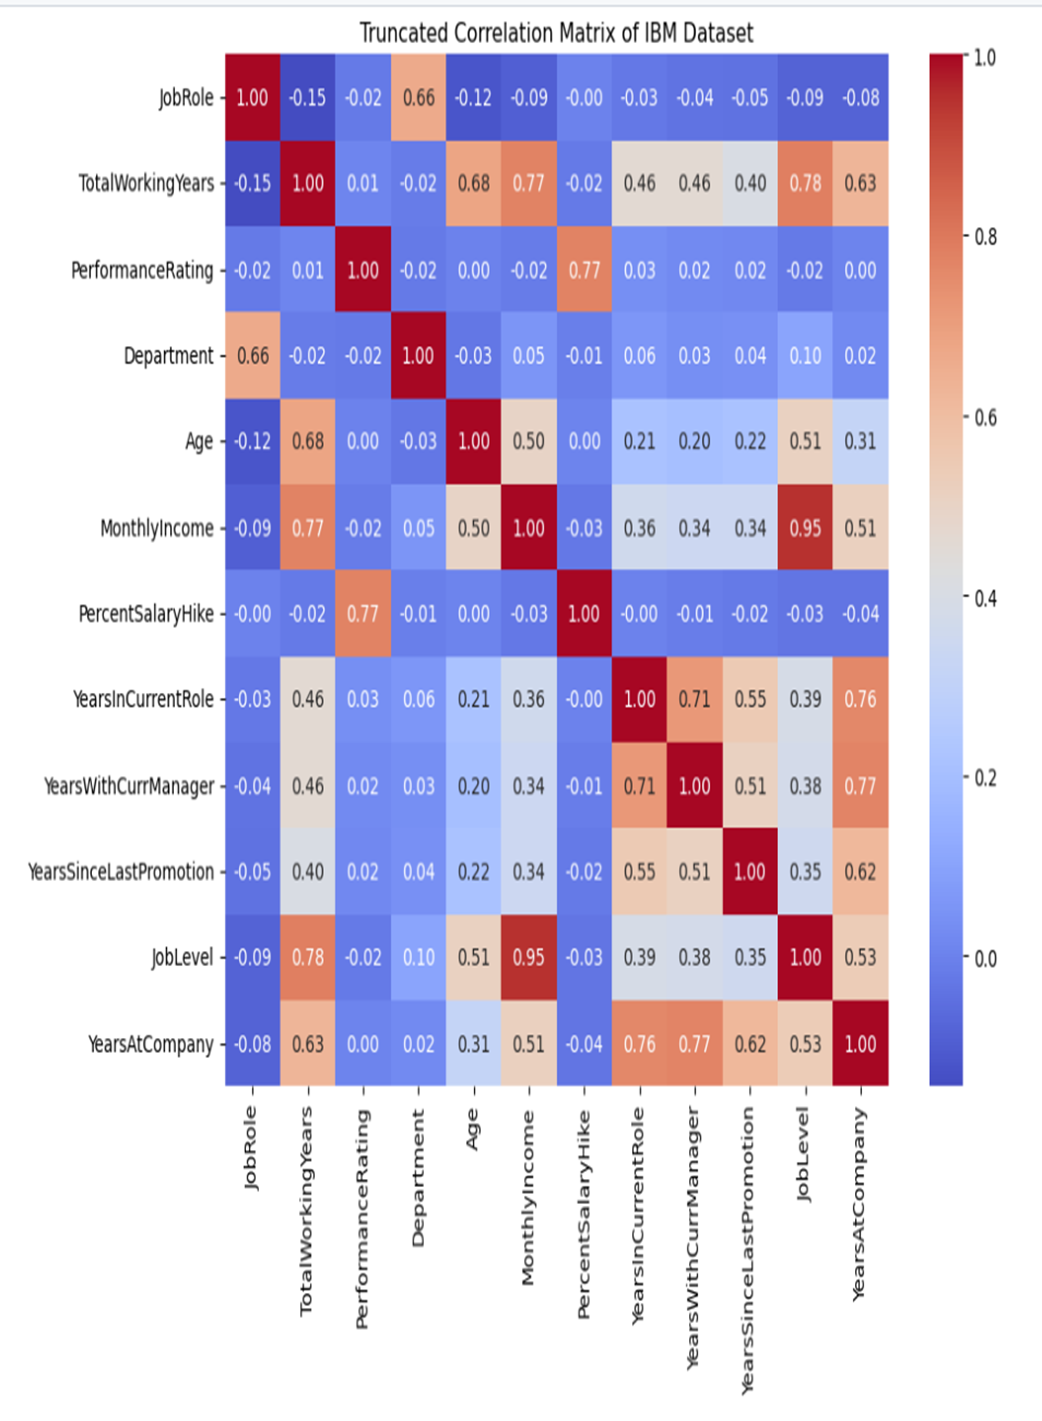 Truncated Correlation Matrix of IBM Dataset
JobRole 1.00 -0.15 -0.02 0.66 -0.12 -0.09 -0.00 -0.03 -0.04 -0.05 -0.09 -0.08
TotalWorkingYears -0.15 1.00 0.01 -0.02 0.68 0.77 -0.02 0.46 0.46 0.40 0.78 0.63
PerformanceRating -0.02 0.01 1.00 -0.02 0.00 -0.02 0.77 0.03 0.02 0.02 -0.02 0.00
Department 0.66 -0.02 -0.02 1.00 -0.03 0.05 -0.01 0.06 0.03 0.04 0.10 0.02
Age -0.12 0.68 0.00 -0.03 1.00 0.50 0.00 0.21 0.20 0.22 0.51 0.31
MonthlyIncome -0.09 0.77 -0.02 0.05 0.50 1.00 -0.03 0.36 0.34 0.34 0.95 0.51
PercentSalaryHike -0.00 -0.02 0.77 -0.01 0.00 -0.03 1.00 -0.00 -0.01 -0.02 -0.03 -0.04
YearsInCurrentRole -0.03 0.46 0.03 0.06 0.21 0.36 -0.00 1.00 0.71 0.55 0.39 0.76
YearsWithCurrManager -0.04 0.46 0.02 0.03 0.20 0.34 -0.01 0.71 1.00 0.51 0.38 0.77
YearsSinceLastPromotion -0.05 0.40 0.02 0.04 0.22 0.34 -0.02 0.55 0.51 1.00 0.35 0.62
JobLevel -0.09 0.78 -0.02 0.10 0.51 0.95 -0.03 0.39 0.38 0.35 1.00 0.53
YearsAtCompany -0.08 0.63 0.00 0.02 0.31 0.51 -0.04 0.76 0.77 0.62 0.53 1.00
JobRole
TotalWorkingYears
PerformanceRating
Department
Age
MonthlyIncome
PercentSalaryHike
YearsInCurrentRole
YearsWithCurrManager
YearsSinceLastPromotion
JobLevel
YearsAtCompany
1.0
0.8
0.6
0.4
0.2
0.0